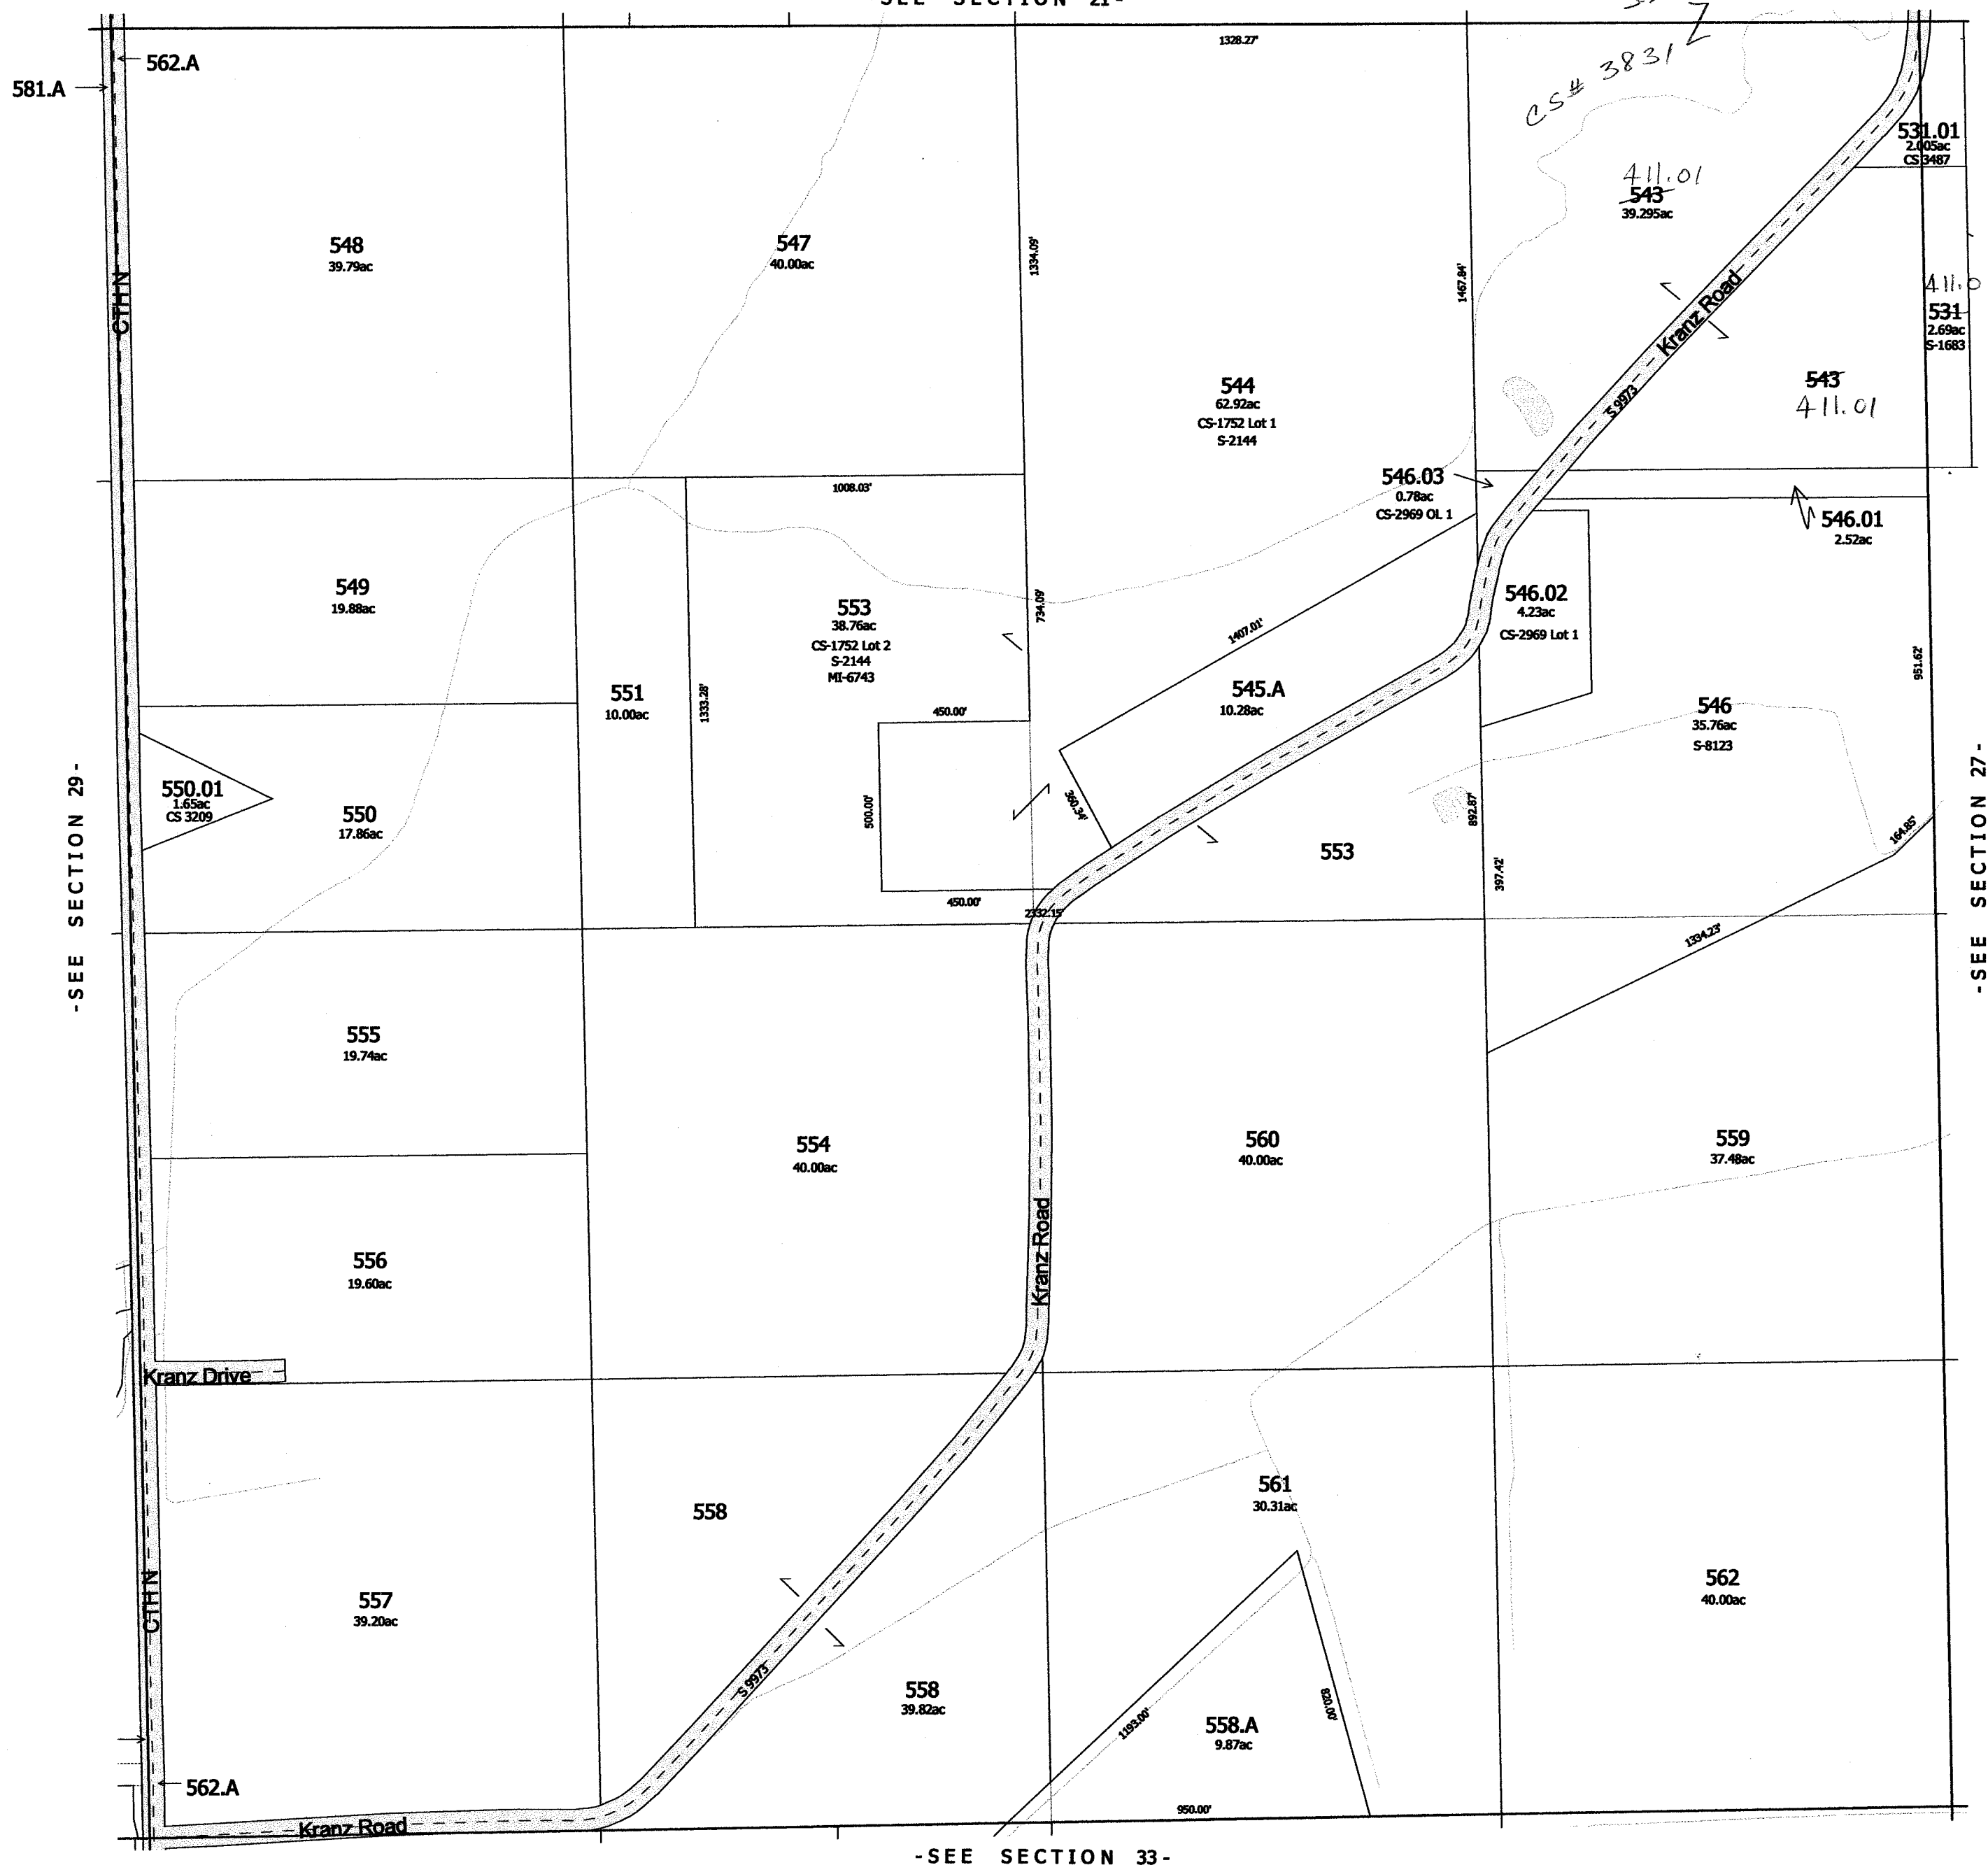 -SEE SECTION 21-
CS# 3831
Z
562.A
581.A
1328.27'
531.01
2.005ac
CS 3487
411.01
543
39.295ac
548
39.79ac
547
40.00ac
1334.09'
1467.84'
CTH N
Kranz Road
S 9973
411.0
531
2.69ac
S-1683
543
411.01
544
62.92ac
CS-1752 Lot 1
S-2144
546.03
0.78ac
CS-2969 OL 1
1008.03'
546.01
2.52ac
549
19.88ac
553
38.76ac
CS-1752 Lot 2
S-2144
MI-6743
734.09'
1407.01'
546.02
4.23ac
CS-2969 Lot 1
951.62'
551
10.00ac
1333.28'
450.00'
545.A
10.28ac
546
35.76ac
S-8123
-SEE SECTION 29-
550.01
1.65ac
CS 3209
550
17.86ac
500.00'
360.34'
892.87'
553
397.42'
164.85'
-SEE SECTION 27-
450.00'
2332.15'
1334.23'
555
19.74ac
554
40.00ac
560
40.00ac
559
37.48ac
Kranz Road
556
19.60ac
Kranz Drive
561
30.31ac
558
557
39.20ac
CTH N
562
40.00ac
S 9973
558
39.82ac
1193.00'
558.A
9.87ac
820.00'
562.A
950.00'
Kranz Road
-SEE SECTION 33-